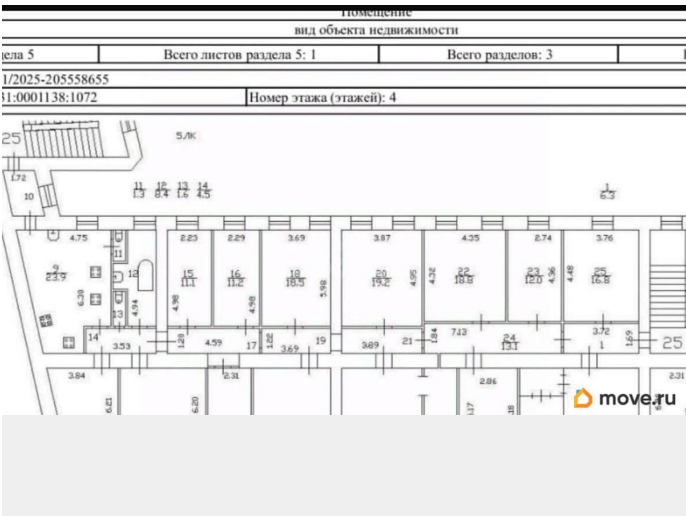 Помещение
вид объекта недвижимости
дела 5 Всего листов раздела 5: 1 Всего разделов: 3
1/2025-205558655
31:0001138:1072 Номер этажа (этажей): 4
25 5ЛК
1.72
10
11 12 13 14 1
1.3 8.4 1.6 4.5 6.3
4.75 2.23 2.29 3.69 3.87 4.35 2.74 3.76
11
9 12 15 16 18 20 22 23 25
23.9 11.1 11.2 18.5 19.2 18.8 12.0 16.8
6.30 4.94 4.98 4.98 5.98 4.95 4.32 4.36 4.48
13
14 3.53 1.28 4.59 17 1.22 3.69 19 3.89 21 1.84 7.13 24 3.72 1 1.69 25
13.1
3.84 2.31 2.86 2.31
6.21 6.20
move.ru